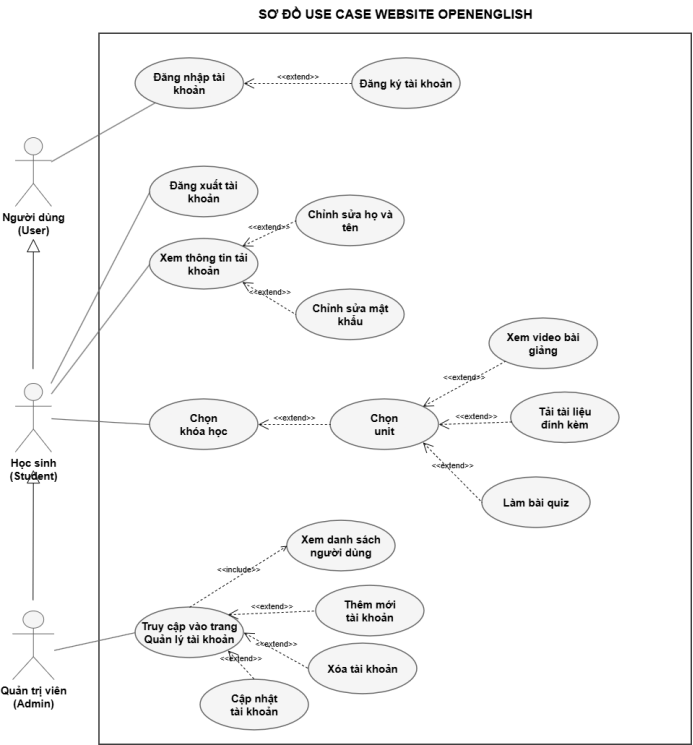 SƠ ĐỒ USE CASE WEBSITE OPENENGLISH
Đăng nhập tài
khoản
<<extend>>
Đăng ký tài khoản
Người dùng
(User)
Đăng xuất tài
khoản
Chỉnh sửa họ và
tên
<<extend>>
Xem thông tin tài
khoản
<<extend>>
Chỉnh sửa mật
khẩu
Xem video bài
giảng
<<extend>>
Chọn
khóa học
<<extend>>
Chọn
unit
<<extend>>
Tải tài liệu
đính kèm
Học sinh
(Student)
<<extend>>
Làm bài quiz
Xem danh sách
người dùng
<<include>>
Truy cập vào trang
Quản lý tài khoản
<<extend>>
Thêm mới
tài khoản
<<extend>>
Xóa tài khoản
<<extend>>
Cập nhật
tài khoản
Quản trị viên
(Admin)